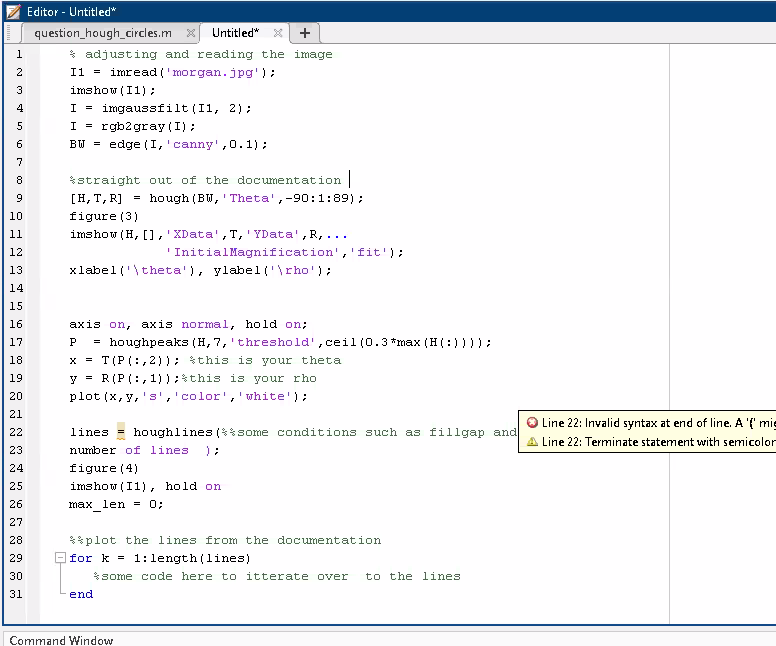 Editor - Untitled*
question_hough_circles.m × Untitled* × +
1 % adjusting and reading the image
2 I1 = imread('morgan.jpg');
3 imshow(I1);
4 I = imgaussfilt(I1, 2);
5 I = rgb2gray(I);
6 BW = edge(I,'canny',0.1);
7
8 %straight out of the documentation
9 [H,T,R] = hough(BW,'Theta',-90:1:89);
10 figure(3)
11 imshow(H,[],'XData',T,'YData',R,...
12 'InitialMagnification','fit');
13 xlabel('\theta'), ylabel('\rho');
14
15
16 axis on, axis normal, hold on;
17 P = houghpeaks(H,7,'threshold',ceil(0.3*max(H(:))));
18 x = T(P(:,2)); %this is your theta
19 y = R(P(:,1));%this is your rho
20 plot(x,y,'s','color','white');
21
22 lines = houghlines(%%some conditions such as fillgap and
Line 22: Invalid syntax at end of line. A '(' mig
Line 22: Terminate statement with semicolon
23 number of lines );
24 figure(4)
25 imshow(I1), hold on
26 max_len = 0;
27
28 %%plot the lines from the documentation
29 for k = 1:length(lines)
30 %some code here to itterate over to the lines
31 end
Command Window